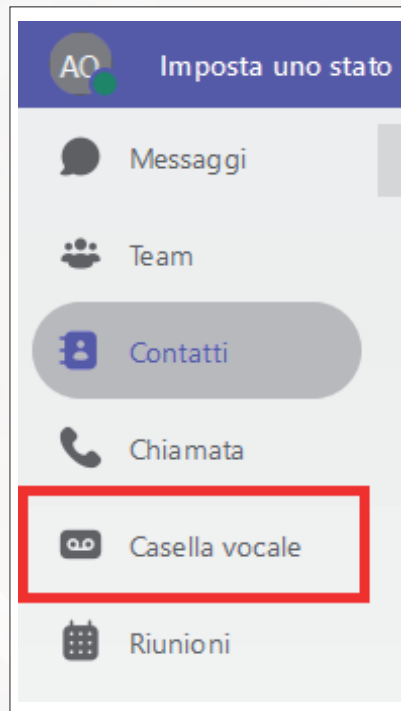 AO Imposta uno stato
Messaggi
Team
Contatti
Chiamata
Casella vocale
Riunioni